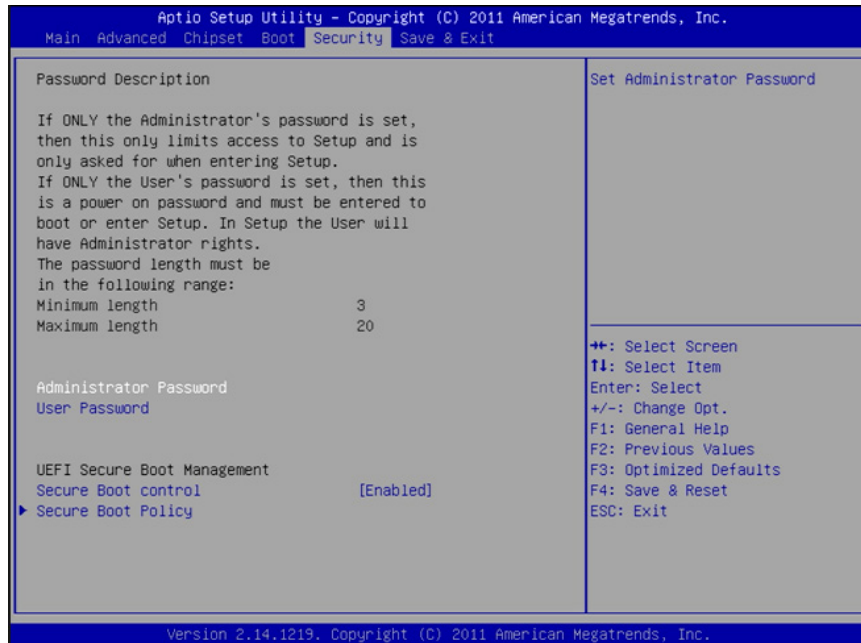 Aptio Setup Utility - Copyright (C) 2011 American Megatrends, Inc.
Main Advanced Chipset Boot Security Save & Exit
Password Description
If ONLY the Administrator's password is set,
then this only limits access to Setup and is
only asked for when entering Setup.
If ONLY the User's password is set, then this
is a power on password and must be entered to
boot or enter Setup. In Setup the User will
have Administrator rights.
The password length must be
in the following range:
Minimum length 3
Maximum length 20
Administrator Password
User Password
UEFI Secure Boot Management
Secure Boot control [Enabled]
Secure Boot Policy
Set Administrator Password
→←: Select Screen
↑↓: Select Item
Enter: Select
+/-: Change Opt.
F1: General Help
F2: Previous Values
F3: Optimized Defaults
F4: Save & Reset
ESC: Exit
Version 2.14.1219. Copyright (C) 2011 American Megatrends, Inc.